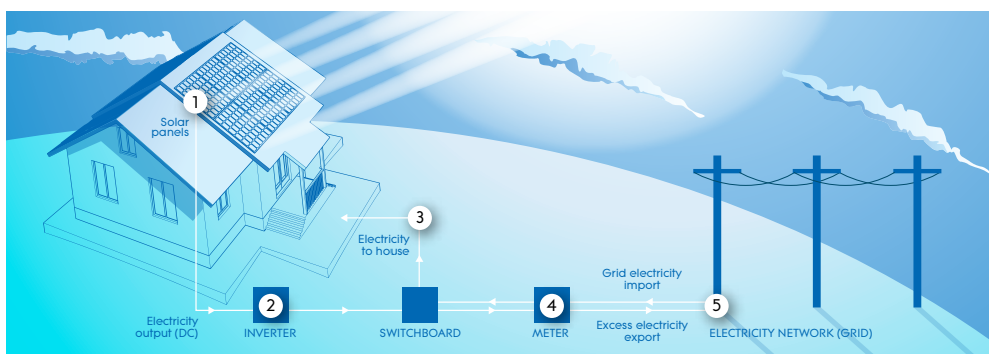 1
Solar
panels
3
Electricity
to house
Grid electricity
import
2
4
5
Electricity
output (DC)
INVERTER
SWITCHBOARD
METER
Excess electricity
export
ELECTRICITY NETWORK (GRID)